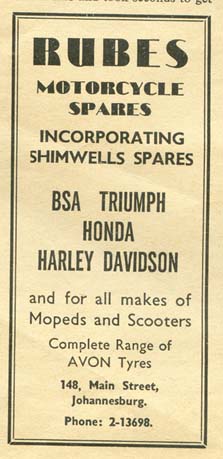 RUBES
MOTORCYCLE
SPARES
INCORPORATING
SHIMWELLS SPARES
BSA TRIUMPH
HONDA
HARLEY DAVIDSON
and for all makes of
Mopeds and Scooters
Complete Range of
AVON Tyres
148, Main Street,
Johannesburg.
Phone: 2-13698.